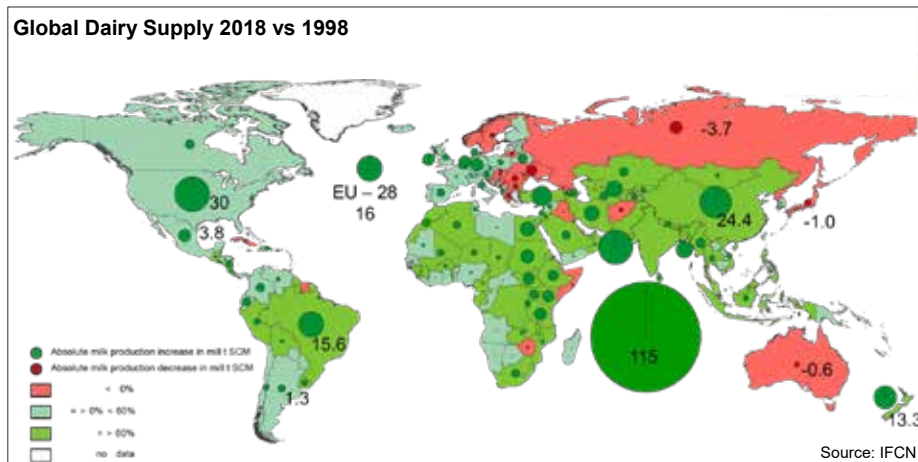 Global Dairy Supply 2018 vs 1998
-3.7
30
EU – 28
16
3.8
24.4
-1.0
15.6
115
-0.6
1.3
13.3
Absolute milk production increase in mill t SCM
Absolute milk production decrease in mill t SCM
< 0%
= > 0% < 60%
= > 60%
no data
Source: IFCN